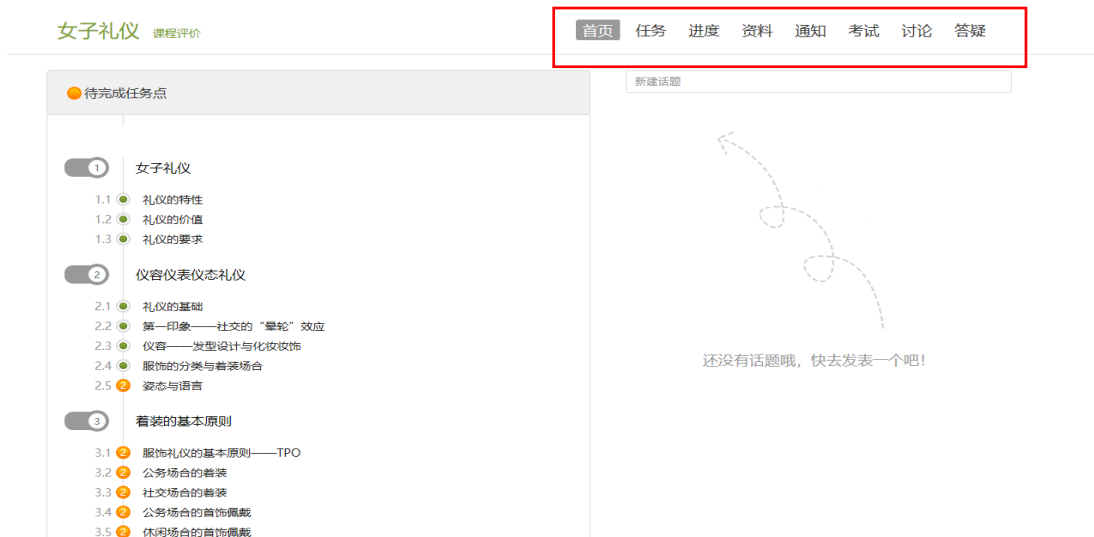 女子礼仪 课程评价
首页 任务 进度 资料 通知 考试 讨论 答疑
待完成任务点
1 女子礼仪
1.1 礼仪的特性
1.2 礼仪的价值
1.3 礼仪的要求
2 仪容仪表仪态礼仪
2.1 礼仪的基础
2.2 第一印象——社交的“晕轮”效应
2.3 仪容——发型设计与化妆妆饰
2.4 服饰的分类与着装场合
2.5 2 姿态与语言
3 着装的基本原则
3.1 2 服饰礼仪的基本原则——TPO
3.2 2 公务场合的着装
3.3 2 社交场合的着装
3.4 2 公务场合的首饰佩戴
3.5 2 休闲场合的首饰佩戴
新建话题
还没有话题哦，快去发表一个吧！